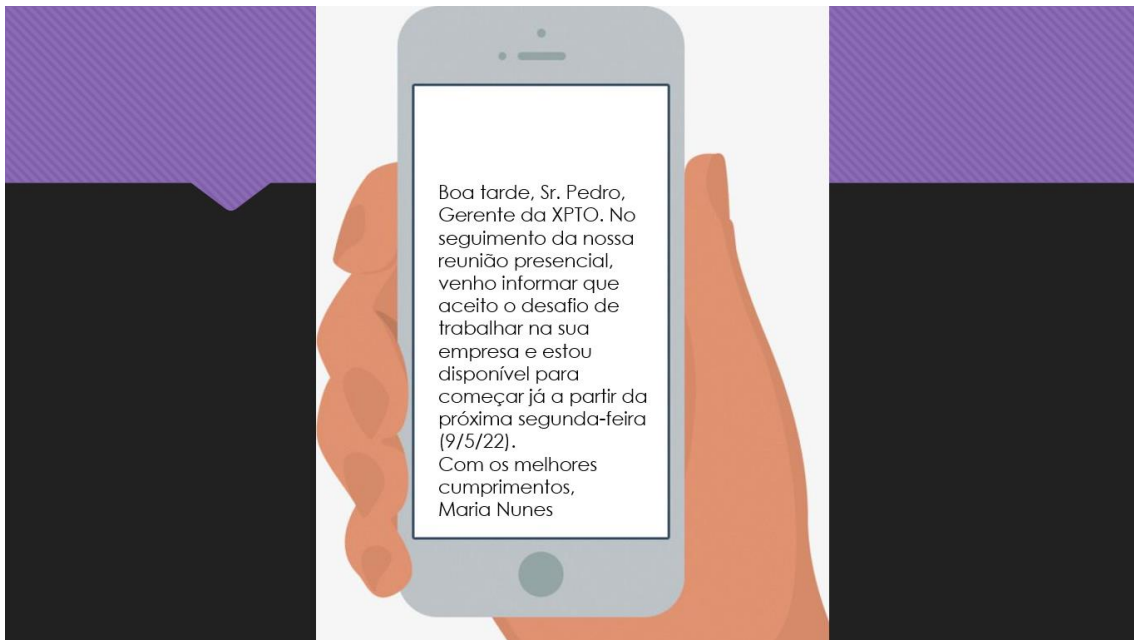 Boa tarde, Sr. Pedro,
Gerente da XPTO. No
seguimento da nossa
reunião presencial,
venho informar que
aceito o desafio de
trabalhar na sua
empresa e estou
disponível para
começar já a partir da
próxima segunda-feira
(9/5/22).
Com os melhores
cumprimentos,
Maria Nunes